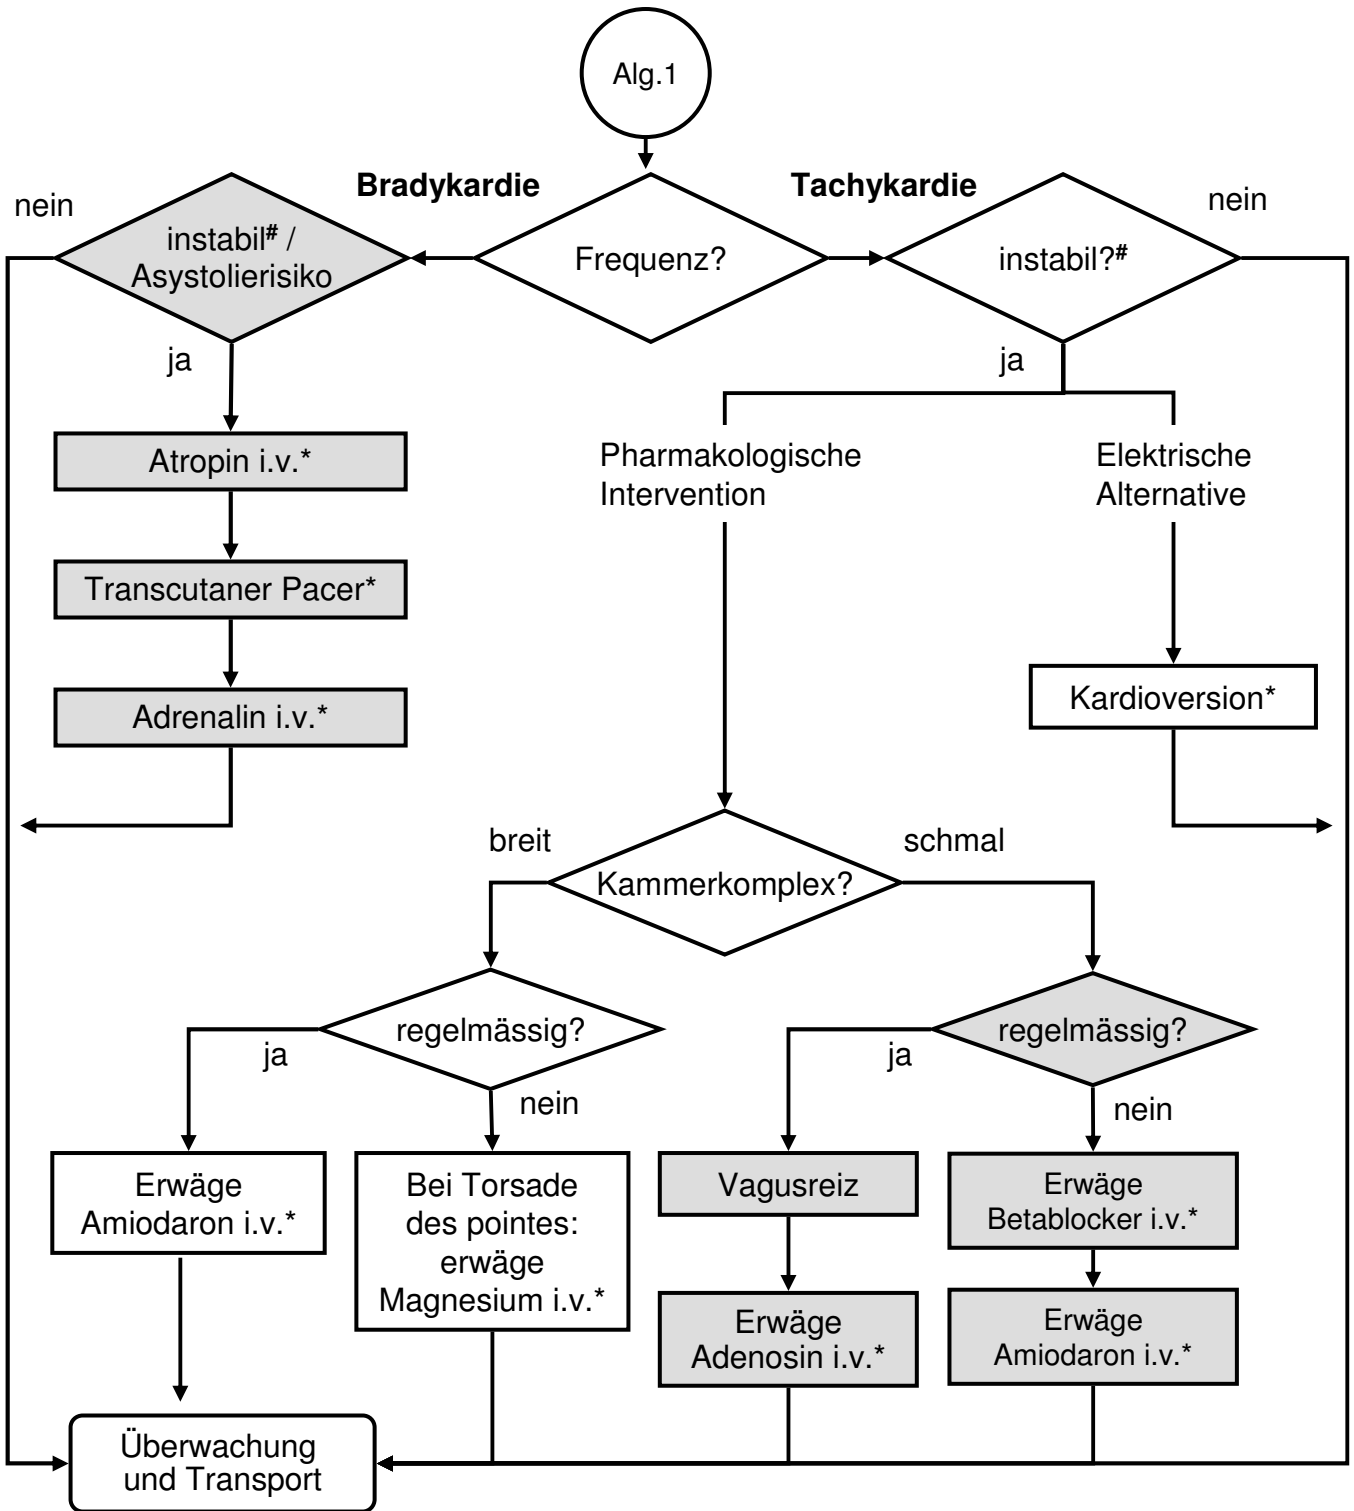 Alg.1
Bradykardie
Tachykardie
nein
nein
instabil# /
Asystolierisiko
Frequenz?
instabil?#
ja
ja
Atropin i.v.*
Pharmakologische
Intervention
Elektrische
Alternative
Transcutaner Pacer*
Adrenalin i.v.*
Kardioversion*
breit
schmal
Kammerkomplex?
regelmässig?
regelmässig?
ja
ja
nein
nein
Erwäge
Amiodaron i.v.*
Bei Torsade
des pointes:
erwäge
Magnesium i.v.*
Vagusreiz
Erwäge
Betablocker i.v.*
Erwäge
Adenosin i.v.*
Erwäge
Amiodaron i.v.*
Überwachung
und Transport